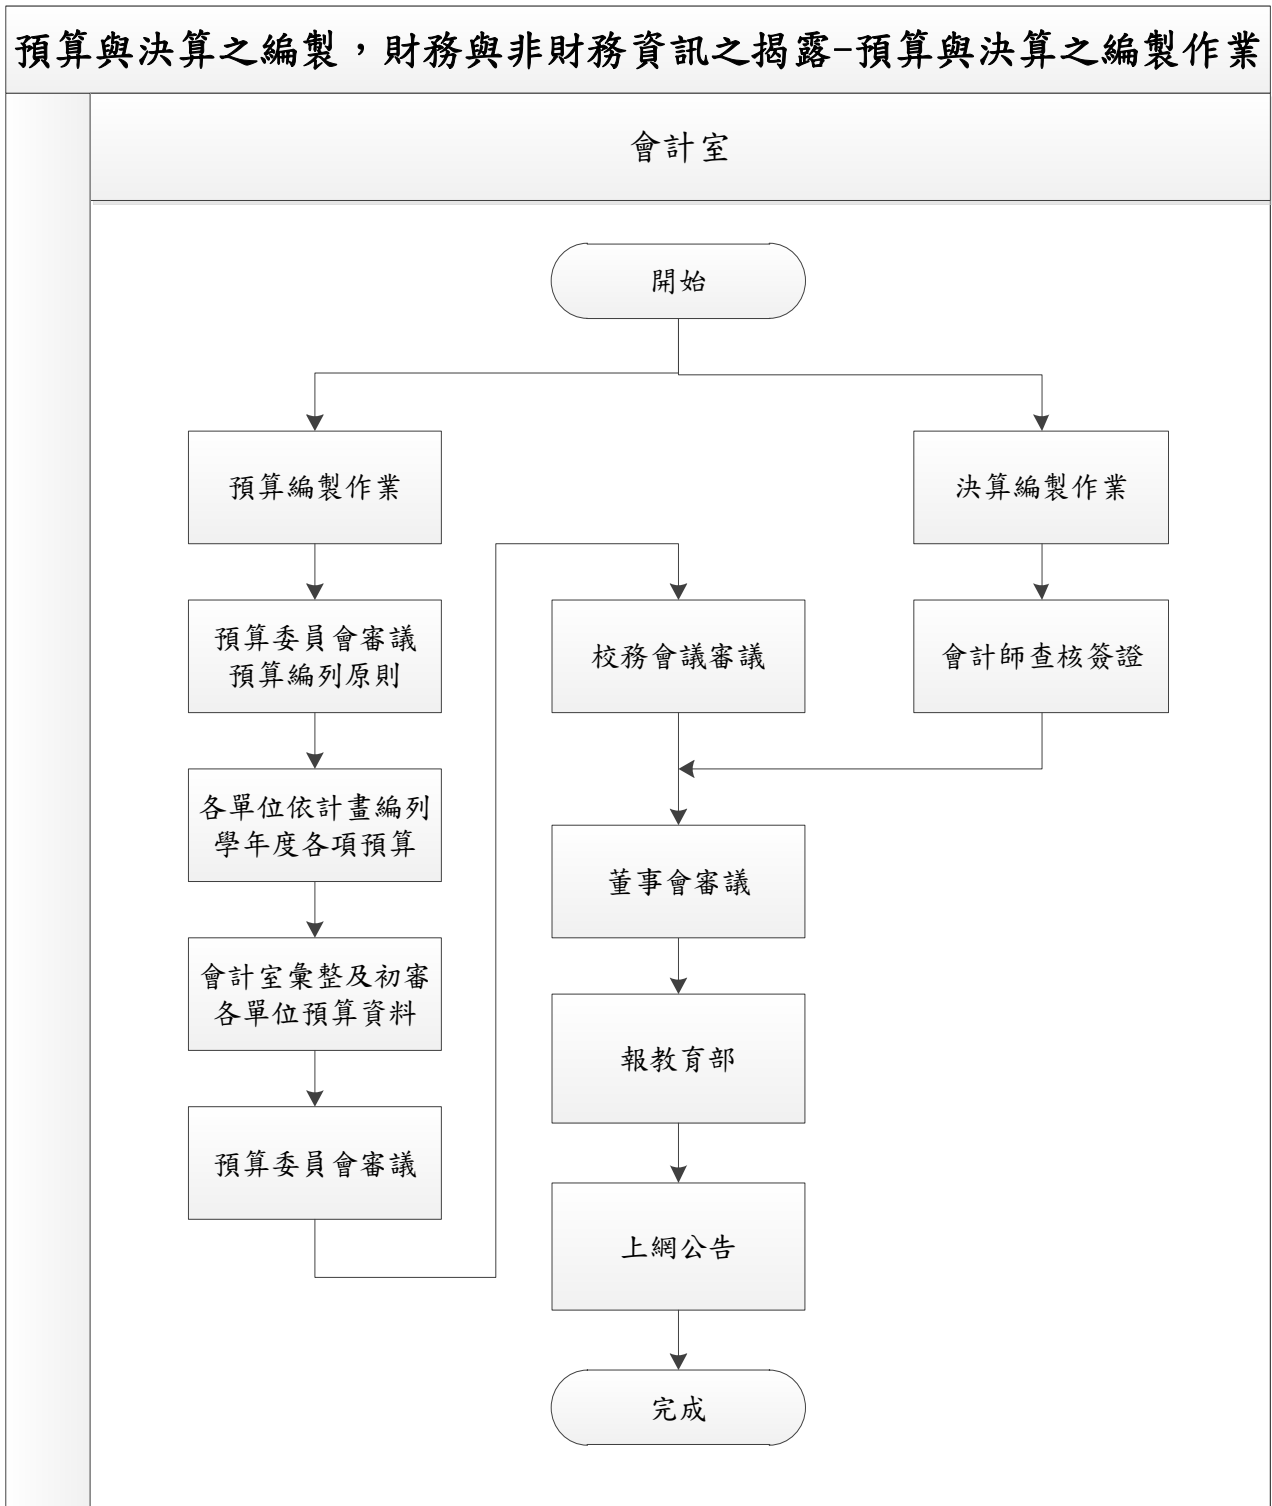 預算與決算之編製，財務與非財務資訊之揭露-預算與決算之編製作業
會計室
開始
預算編製作業
預算委員會審議
預算編列原則
各單位依計畫編列
學年度各項預算
會計室彙整及初審
各單位預算資料
預算委員會審議
校務會議審議
決算編製作業
會計師查核簽證
董事會審議
報教育部
上網公告
完成